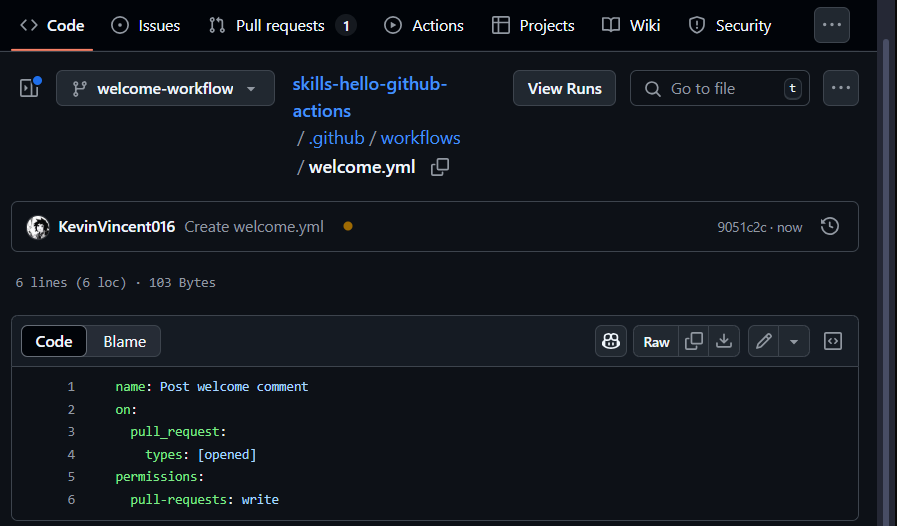 Code Issues Pull requests 1 Actions Projects Wiki Security ...
welcome-workflow skills-hello-github- View Runs Go to file t ...
actions
/ .github / workflows
/ welcome.yml
KevinVincent016 Create welcome.yml 9051c2c · now
6 lines (6 loc) · 103 Bytes
Code Blame Raw
1 name: Post welcome comment
2 on:
3 pull_request:
4 types: [opened]
5 permissions:
6 pull-requests: write